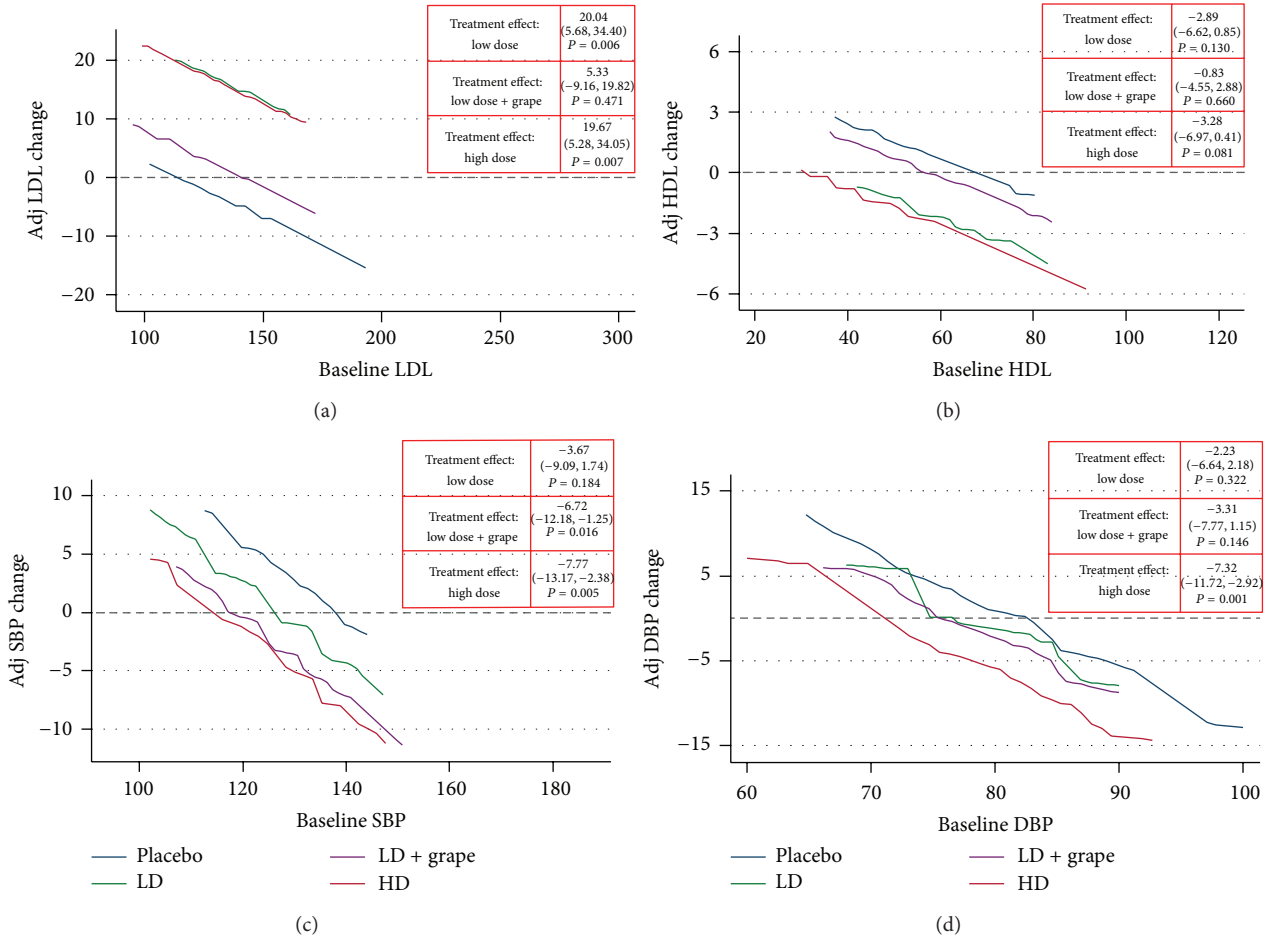 Adj LDL change
20
10
0
−10
−20
100 150 200 250 300
Baseline LDL
Treatment effect:
low dose
20.04
(5.68, 34.40)
P = 0.006
Treatment effect:
low dose + grape
5.33
(−9.16, 19.82)
P = 0.471
Treatment effect:
high dose
19.67
(5.28, 34.05)
P = 0.007
(a)
Adj HDL change
6
3
0
−3
−6
20 40 60 80 100 120
Baseline HDL
Treatment effect:
low dose
−2.89
(−6.62, 0.85)
P = 0.130
Treatment effect:
low dose + grape
−0.83
(−4.55, 2.88)
P = 0.660
Treatment effect:
high dose
−3.28
(−6.97, 0.41)
P = 0.081
(b)
Adj SBP change
10
5
0
−5
−10
100 120 140 160 180
Baseline SBP
Treatment effect:
low dose
−3.67
(−9.09, 1.74)
P = 0.184
Treatment effect:
low dose + grape
−6.72
(−12.18, −1.25)
P = 0.016
Treatment effect:
high dose
−7.77
(−13.17, −2.38)
P = 0.005
Placebo
LD
LD + grape
HD
(c)
Adj DBP change
15
5
−5
−15
60 70 80 90 100
Baseline DBP
Treatment effect:
low dose
−2.23
(−6.64, 2.18)
P = 0.322
Treatment effect:
low dose + grape
−3.31
(−7.77, 1.15)
P = 0.146
Treatment effect:
high dose
−7.32
(−11.72, −2.92)
P = 0.001
Placebo
LD
LD + grape
HD
(d)